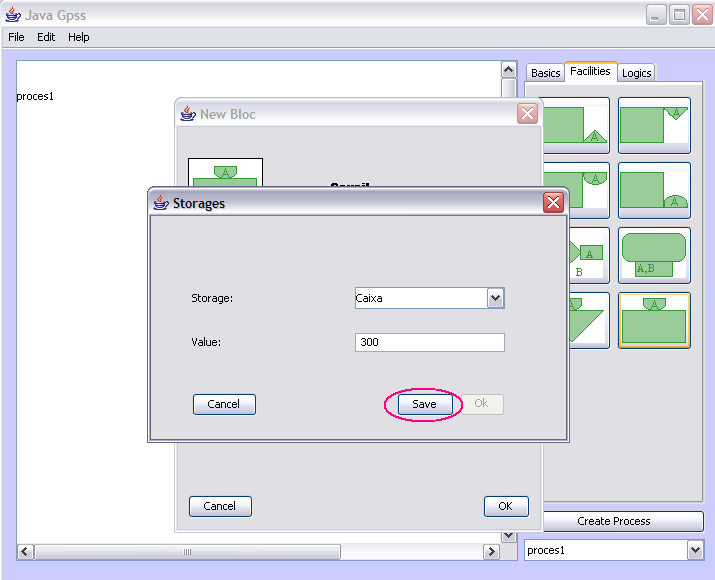 Java Gpss
File Edit Help
proces1
Basics Facilities Logics
A A
A A
A
B
A,B
A
New Bloc
A
Storages
Storage: Caixa
Value: 300
Cancel Save Ok
Cancel OK
Create Process
proces1